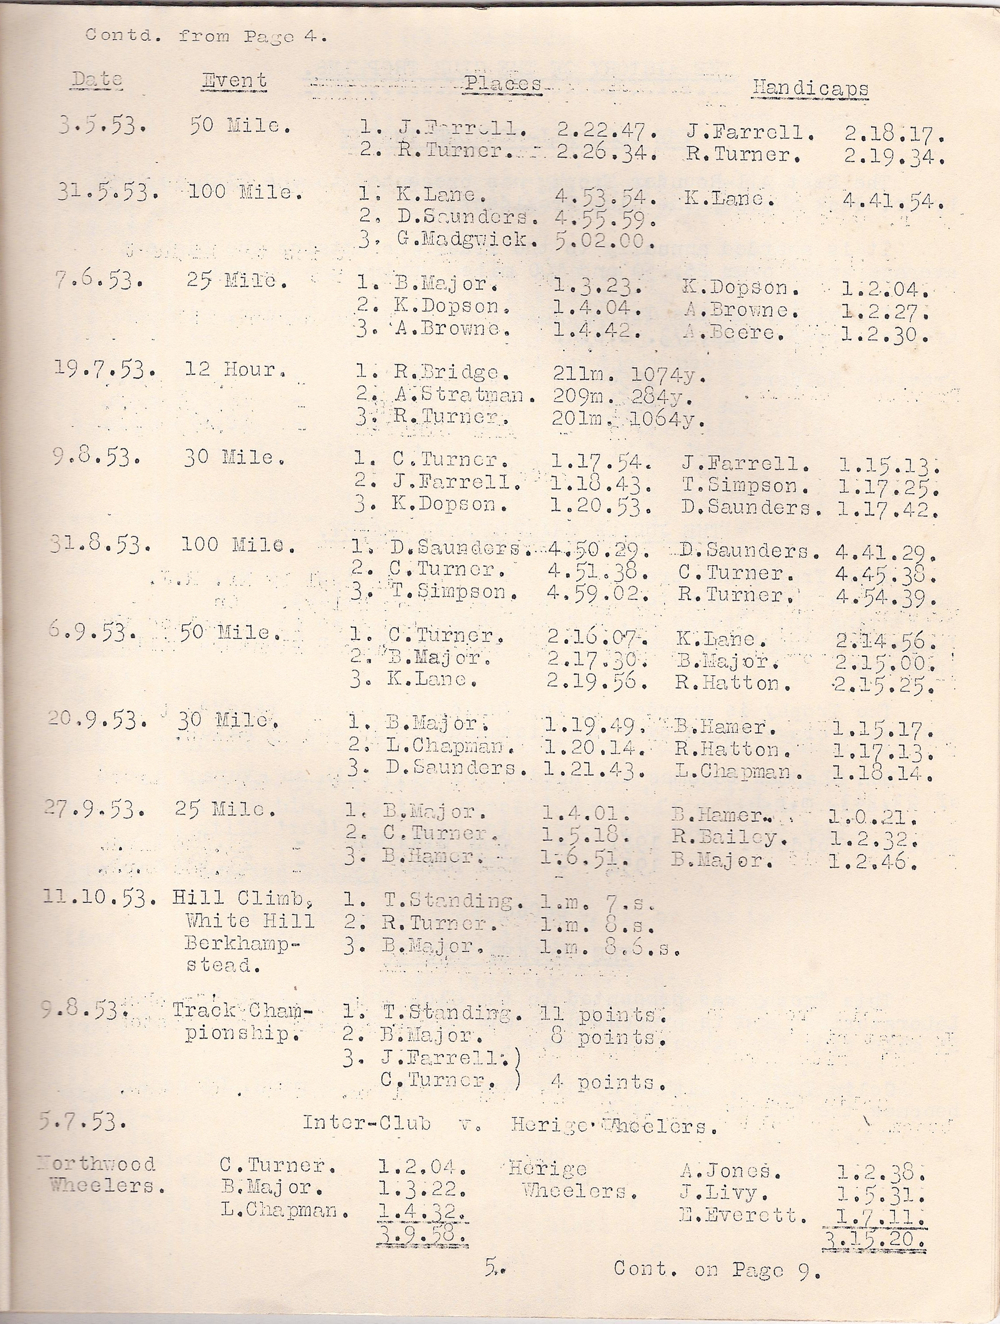 Contd. from Page 4.
Date Event Places Handicaps
3.5.53. 50 Mile. 1. J.Farrell. 2.22.47. J.Farrell. 2.18.17.
2. R.Turner. 2.26.34. R.Turner. 2.19.34.
31.5.53. 100 Mile. 1. K.Lane. 4.53.54. K.Lane. 4.41.54.
2. D.Saunders. 4.55.59.
3. G.Madgwick. 5.02.00.
7.6.53. 25 Mile. 1. B.Major. 1.3.23. K.Dopson. 1.2.04.
2. K.Dopson. 1.4.04. A.Browne. 1.2.27.
3. A.Browne. 1.4.42. A.Beere. 1.2.30.
19.7.53. 12 Hour. 1. R.Bridge. 211m. 1074y.
2. A.Stratman. 209m. 284y.
3. R.Turner. 201m. 1064y.
9.8.53. 30 Mile. 1. C.Turner. 1.17.54. J.Farrell. 1.15.13.
2. J.Farrell. 1.18.43. T.Simpson. 1.17.25.
3. K.Dopson. 1.20.53. D.Saunders. 1.17.42.
31.8.53. 100 Mile. 1. D.Saunders. 4.50.29. D.Saunders. 4.41.29.
2. C.Turner. 4.51.38. C.Turner. 4.45.38.
3. T.Simpson. 4.59.02. R.Turner. 4.54.39.
6.9.53. 50 Mile. 1. C.Turner. 2.16.07. K.Lane. 2.14.56.
2. B.Major. 2.17.30. B.Major. 2.15.00.
3. K.Lane. 2.19.56. R.Hatton. 2.15.25.
20.9.53. 30 Mile. 1. B.Major. 1.19.49. B.Hamer. 1.15.17.
2. L.Chapman. 1.20.14. R.Hatton. 1.17.13.
3. D.Saunders. 1.21.43. L.Chapman. 1.18.14.
27.9.53. 25 Mile. 1. B.Major. 1.4.01. B.Hamer. 1.0.21.
2. C.Turner. 1.5.18. R.Bailey. 1.2.32.
3. B.Hamer. 1.6.51. B.Major. 1.2.46.
11.10.53. Hill Climb, 1. T.Standing. 1.m. 7.s.
White Hill 2. R.Turner. 1.m. 8.s.
Berkhamp- 3. B.Major. 1.m. 8.6.s.
stead.
9.8.53. Track Cham- 1. T.Standing. 11 points.
pionship. 2. B.Major. 8 points.
3. J.Farrell.)
C.Turner. ) 4 points.
5.7.53. Inter-Club v. Herige Wheelers.
Northwood C.Turner. 1.2.04. Herige A.Jones. 1.2.38.
Wheelers. B.Major. 1.3.22. Wheelers. J.Livy. 1.5.31.
L.Chapman. 1.4.32. E.Everett. 1.7.11.
3.9.58. 3.15.20.
5. Cont. on Page 9.